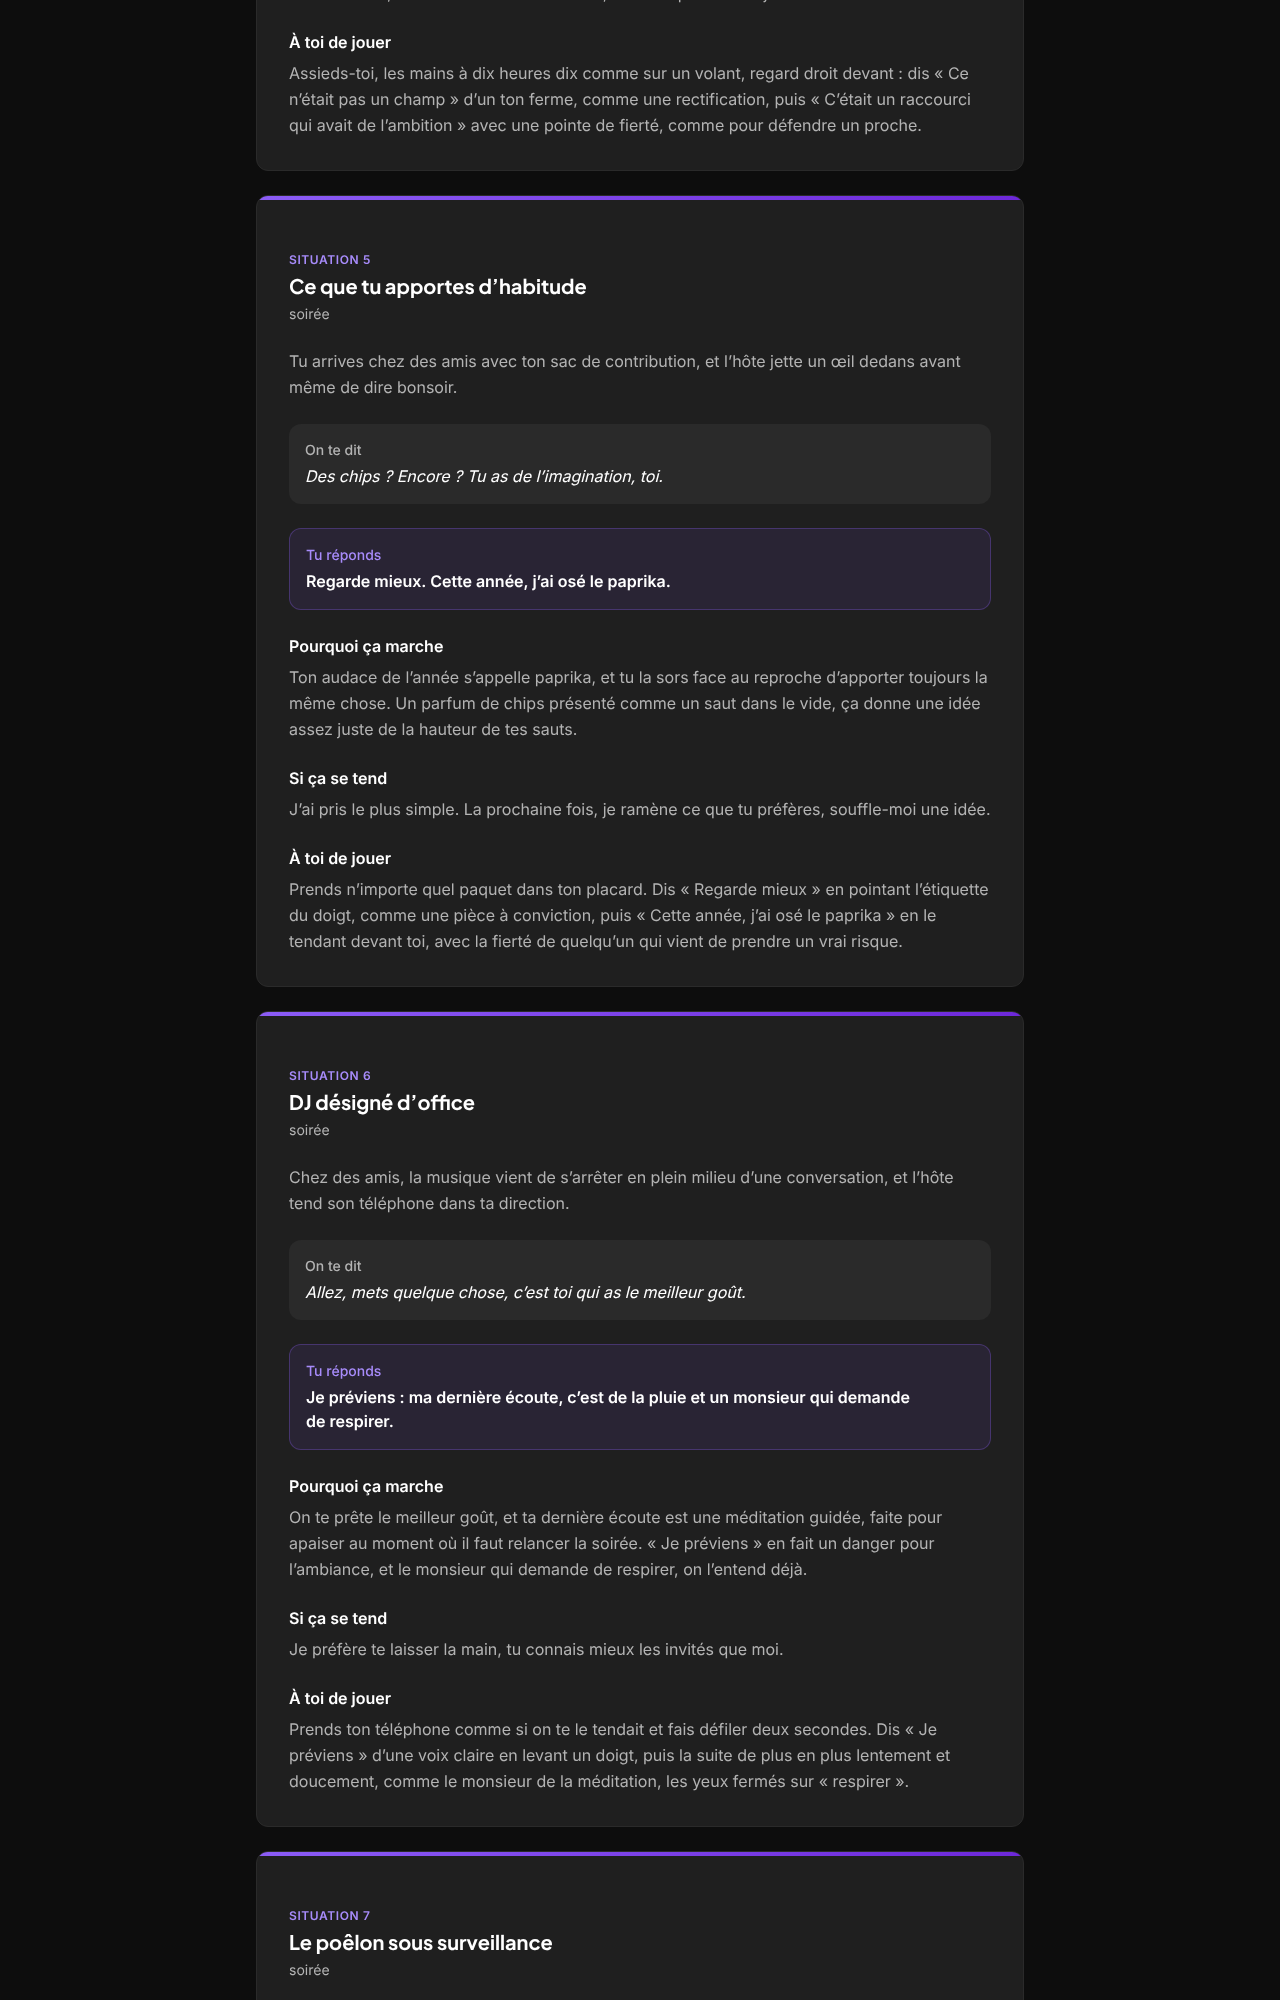 À toi de jouer
Assieds-toi, les mains à dix heures dix comme sur un volant, regard droit devant : dis « Ce
n’était pas un champ » d’un ton ferme, comme une rectification, puis « C’était un raccourci
qui avait de l’ambition » avec une pointe de fierté, comme pour défendre un proche.
SITUATION 5
Ce que tu apportes d’habitude
soirée
Tu arrives chez des amis avec ton sac de contribution, et l’hôte jette un œil dedans avant
même de dire bonsoir.
On te dit
Des chips ? Encore ? Tu as de l’imagination, toi.
Tu réponds
Regarde mieux. Cette année, j’ai osé le paprika.
Pourquoi ça marche
Ton audace de l’année s’appelle paprika, et tu la sors face au reproche d’apporter toujours la
même chose. Un parfum de chips présenté comme un saut dans le vide, ça donne une idée
assez juste de la hauteur de tes sauts.
Si ça se tend
J’ai pris le plus simple. La prochaine fois, je ramène ce que tu préfères, souffle-moi une idée.
À toi de jouer
Prends n’importe quel paquet dans ton placard. Dis « Regarde mieux » en pointant l’étiquette
du doigt, comme une pièce à conviction, puis « Cette année, j’ai osé le paprika » en le
tendant devant toi, avec la fierté de quelqu’un qui vient de prendre un vrai risque.
SITUATION 6
DJ désigné d’office
soirée
Chez des amis, la musique vient de s’arrêter en plein milieu d’une conversation, et l’hôte
tend son téléphone dans ta direction.
On te dit
Allez, mets quelque chose, c’est toi qui as le meilleur goût.
Tu réponds
Je préviens : ma dernière écoute, c’est de la pluie et un monsieur qui demande
de respirer.
Pourquoi ça marche
On te prête le meilleur goût, et ta dernière écoute est une méditation guidée, faite pour
apaiser au moment où il faut relancer la soirée. « Je préviens » en fait un danger pour
l’ambiance, et le monsieur qui demande de respirer, on l’entend déjà.
Si ça se tend
Je préfère te laisser la main, tu connais mieux les invités que moi.
À toi de jouer
Prends ton téléphone comme si on te le tendait et fais défiler deux secondes. Dis « Je
préviens » d’une voix claire en levant un doigt, puis la suite de plus en plus lentement et
doucement, comme le monsieur de la méditation, les yeux fermés sur « respirer ».
SITUATION 7
Le poêlon sous surveillance
soirée